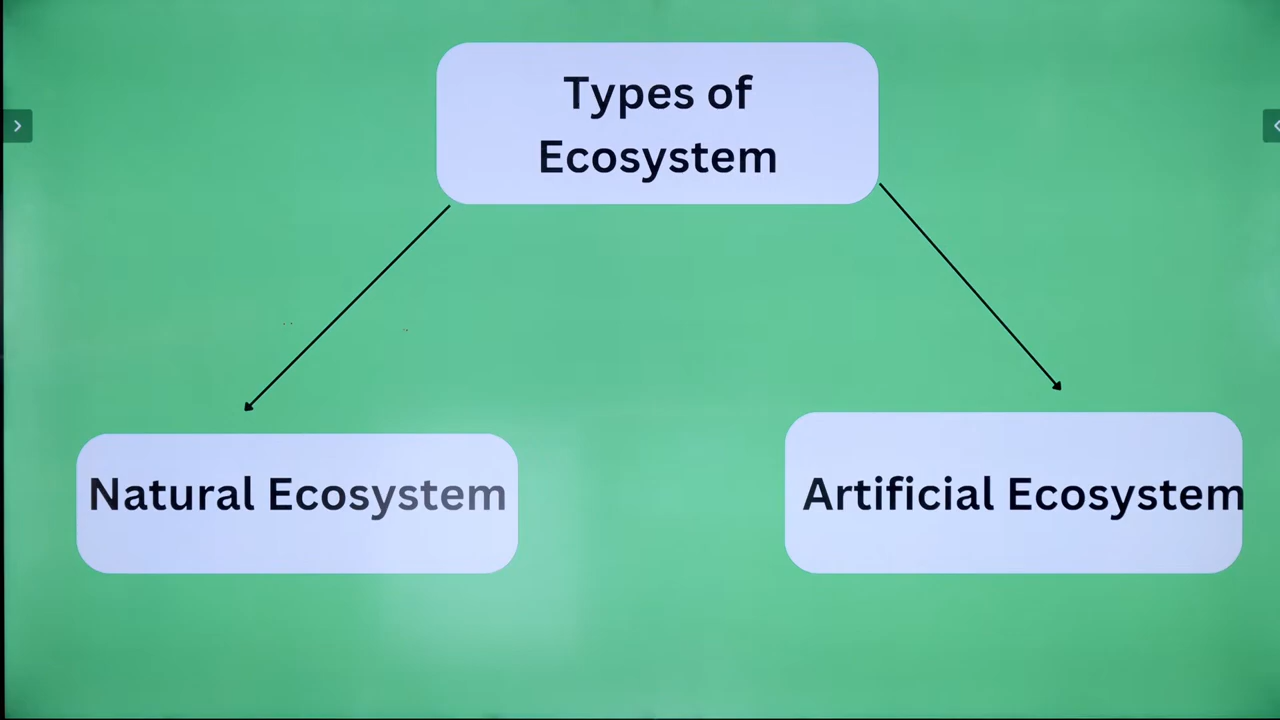 Types of
Ecosystem
Natural Ecosystem
Artificial Ecosystem